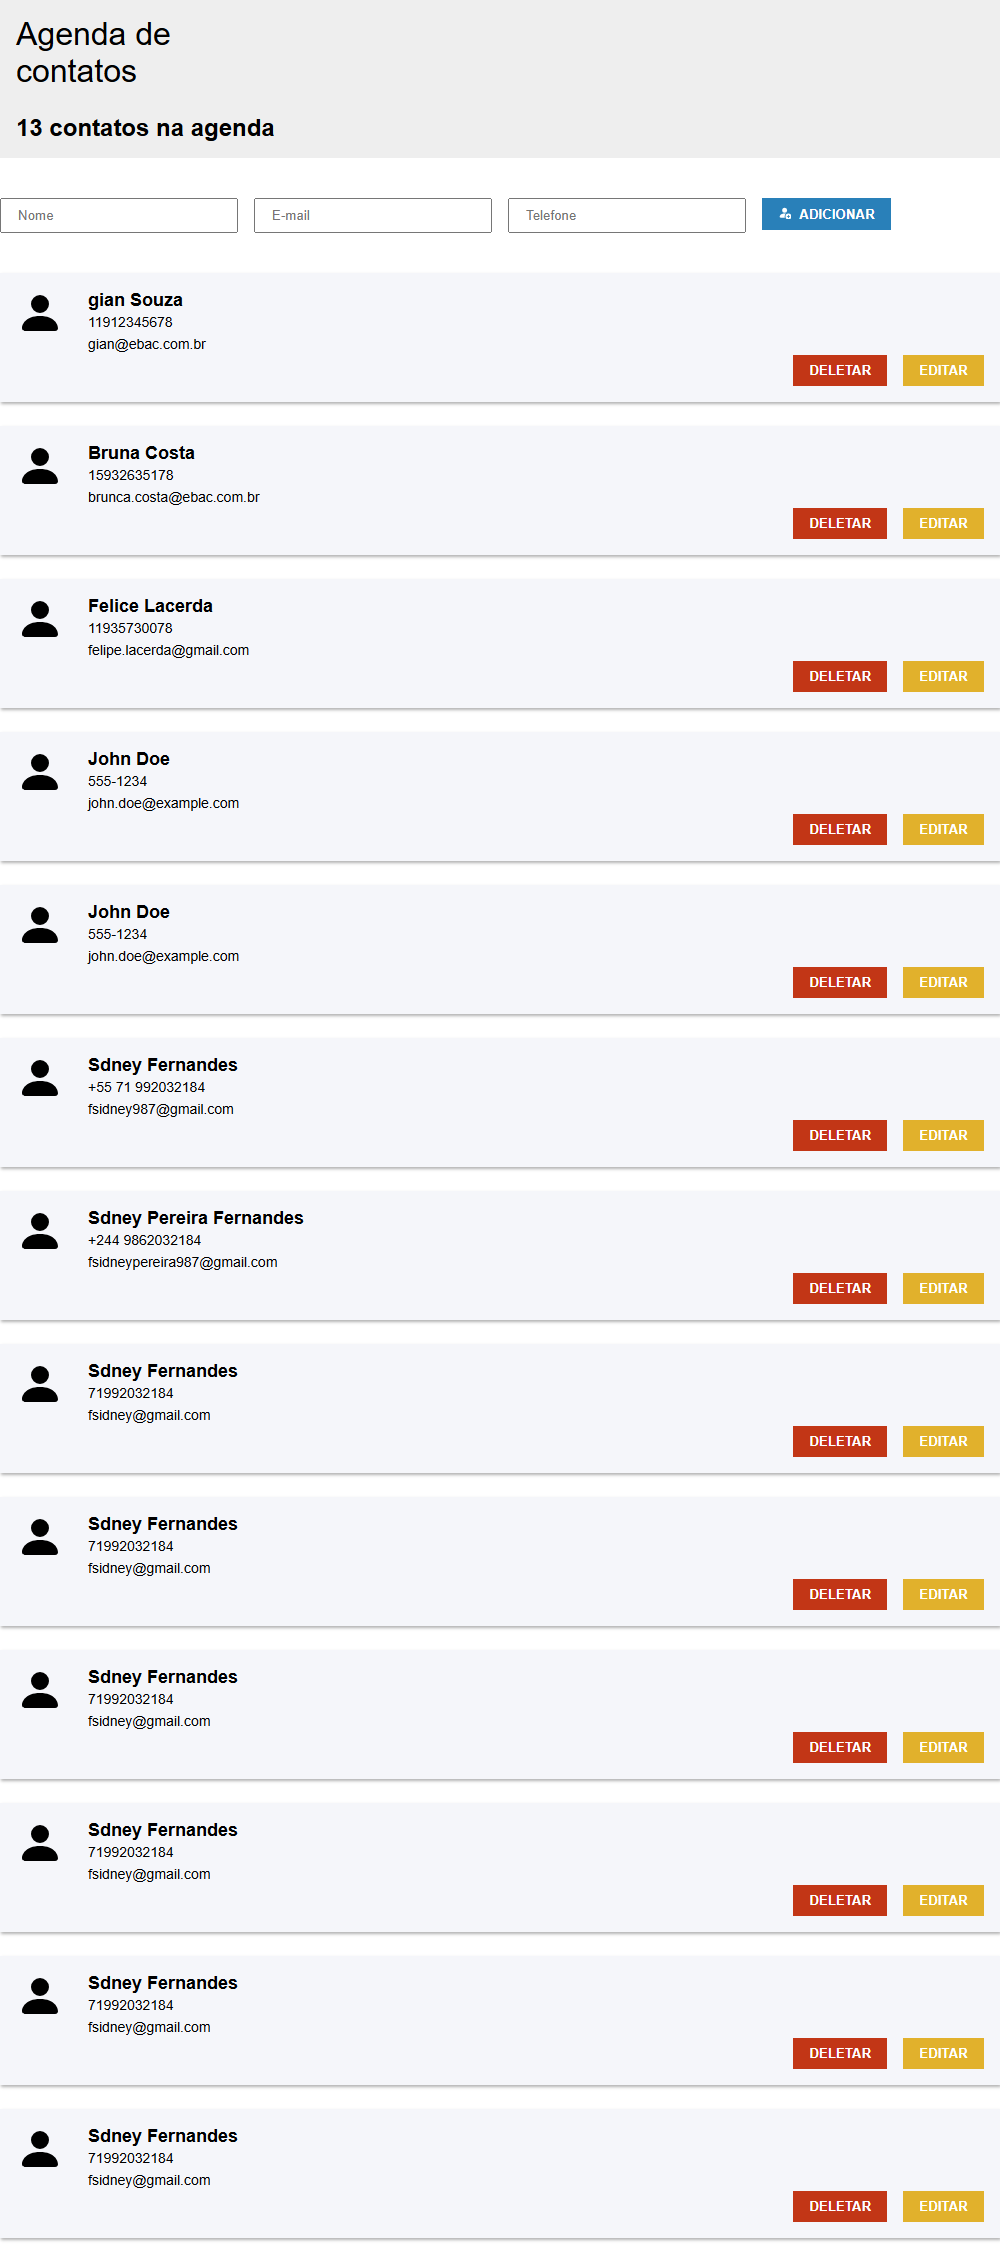 Agenda de
contatos
13 contatos na agenda
Nome E-mail Telefone ADICIONAR
gian Souza
11912345678
gian@ebac.com.br
DELETAR EDITAR
Bruna Costa
15932635178
brunca.costa@ebac.com.br
DELETAR EDITAR
Felice Lacerda
11935730078
felipe.lacerda@gmail.com
DELETAR EDITAR
John Doe
555-1234
john.doe@example.com
DELETAR EDITAR
John Doe
555-1234
john.doe@example.com
DELETAR EDITAR
Sdney Fernandes
+55 71 992032184
fsidney987@gmail.com
DELETAR EDITAR
Sdney Pereira Fernandes
+244 9862032184
fsidneypereira987@gmail.com
DELETAR EDITAR
Sdney Fernandes
71992032184
fsidney@gmail.com
DELETAR EDITAR
Sdney Fernandes
71992032184
fsidney@gmail.com
DELETAR EDITAR
Sdney Fernandes
71992032184
fsidney@gmail.com
DELETAR EDITAR
Sdney Fernandes
71992032184
fsidney@gmail.com
DELETAR EDITAR
Sdney Fernandes
71992032184
fsidney@gmail.com
DELETAR EDITAR
Sdney Fernandes
71992032184
fsidney@gmail.com
DELETAR EDITAR